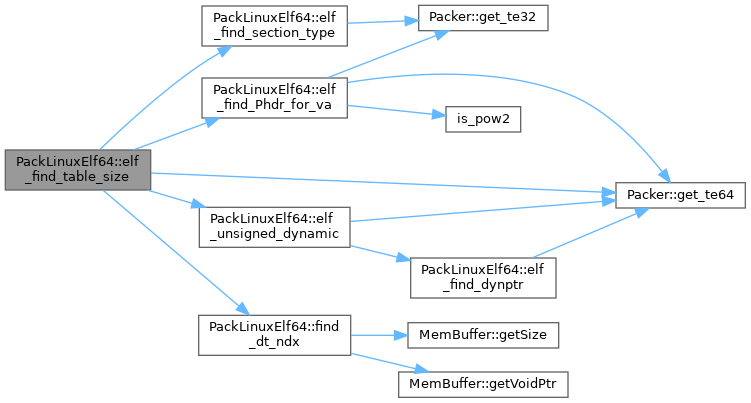 PackLinuxElf64::elf
_find_section_type
Packer::get_te32
PackLinuxElf64::elf
_find_Phdr_for_va
is_pow2
PackLinuxElf64::elf
_find_table_size
Packer::get_te64
PackLinuxElf64::elf
_unsigned_dynamic
PackLinuxElf64::elf
_find_dynptr
PackLinuxElf64::find
_dt_ndx
MemBuffer::getSize
MemBuffer::getVoidPtr